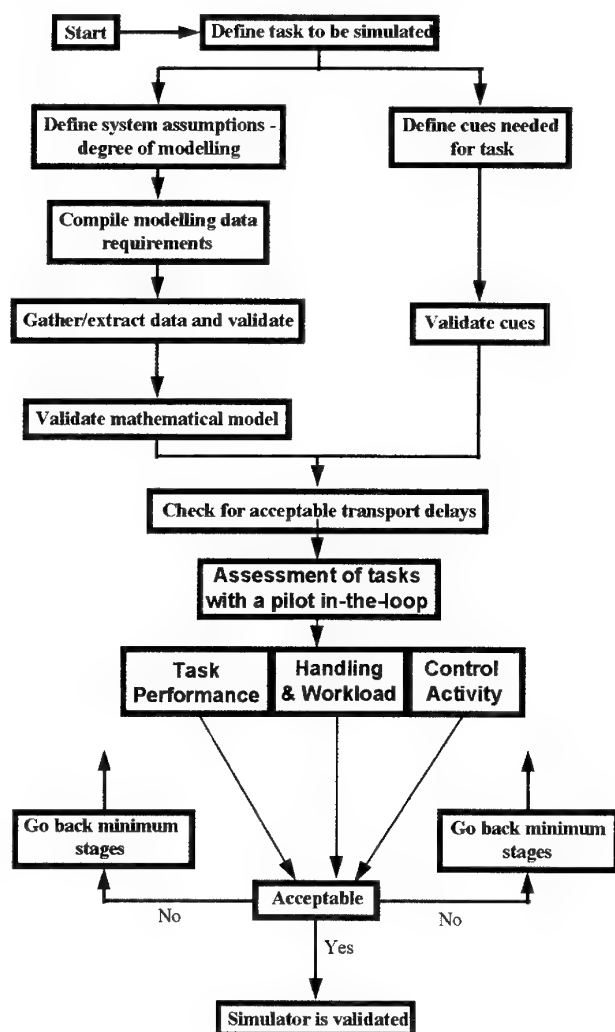 Start
Define task to be simulated
Define system assumptions -
degree of modelling
Define cues needed
for task
Compile modelling data
requirements
Gather/extract data and validate
Validate cues
Validate mathematical model
Check for acceptable transport delays
Assessment of tasks
with a pilot in-the-loop
Task
Performance
Handling
& Workload
Control
Activity
Go back minimum
stages
Go back minimum
stages
Acceptable
No
No
Yes
Simulator is validated